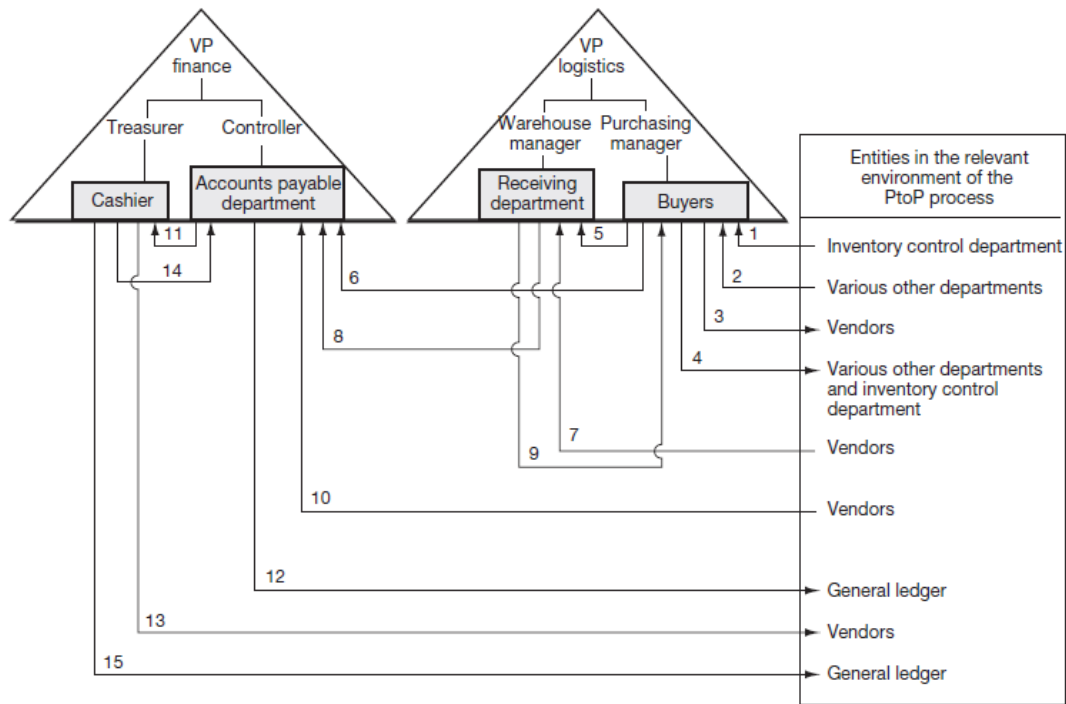 VP
finance
Treasurer
Controller
Cashier
Accounts payable
department
VP
logistics
Warehouse
manager
Purchasing
manager
Receiving
department
Buyers
Entities in the relevant
environment of the
PtoP process
11
5
1
Inventory control department
14
6
2
Various other departments
3
Vendors
8
4
Various other departments
and inventory control
department
7
Vendors
9
10
Vendors
12
General ledger
13
Vendors
15
General ledger